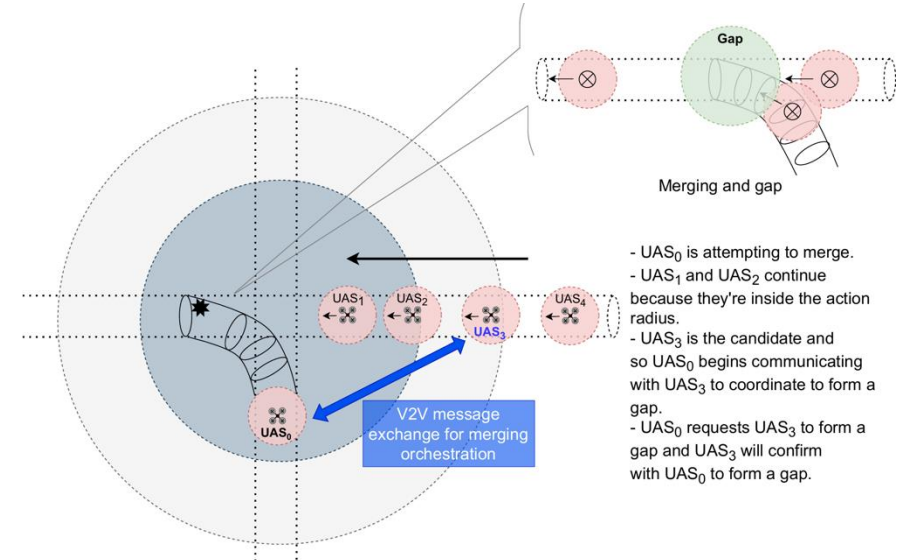 Gap
Merging and gap
UAS1
UAS2
UAS3
UAS4
UAS0
V2V message
exchange for merging
orchestration
- UAS0 is attempting to merge.
- UAS1 and UAS2 continue
because they're inside the action
radius.
- UAS3 is the candidate and
so UAS0 begins communicating
with UAS3 to coordinate to form a
gap.
- UAS0 requests UAS3 to form a
gap and UAS3 will confirm
with UAS0 to form a gap.